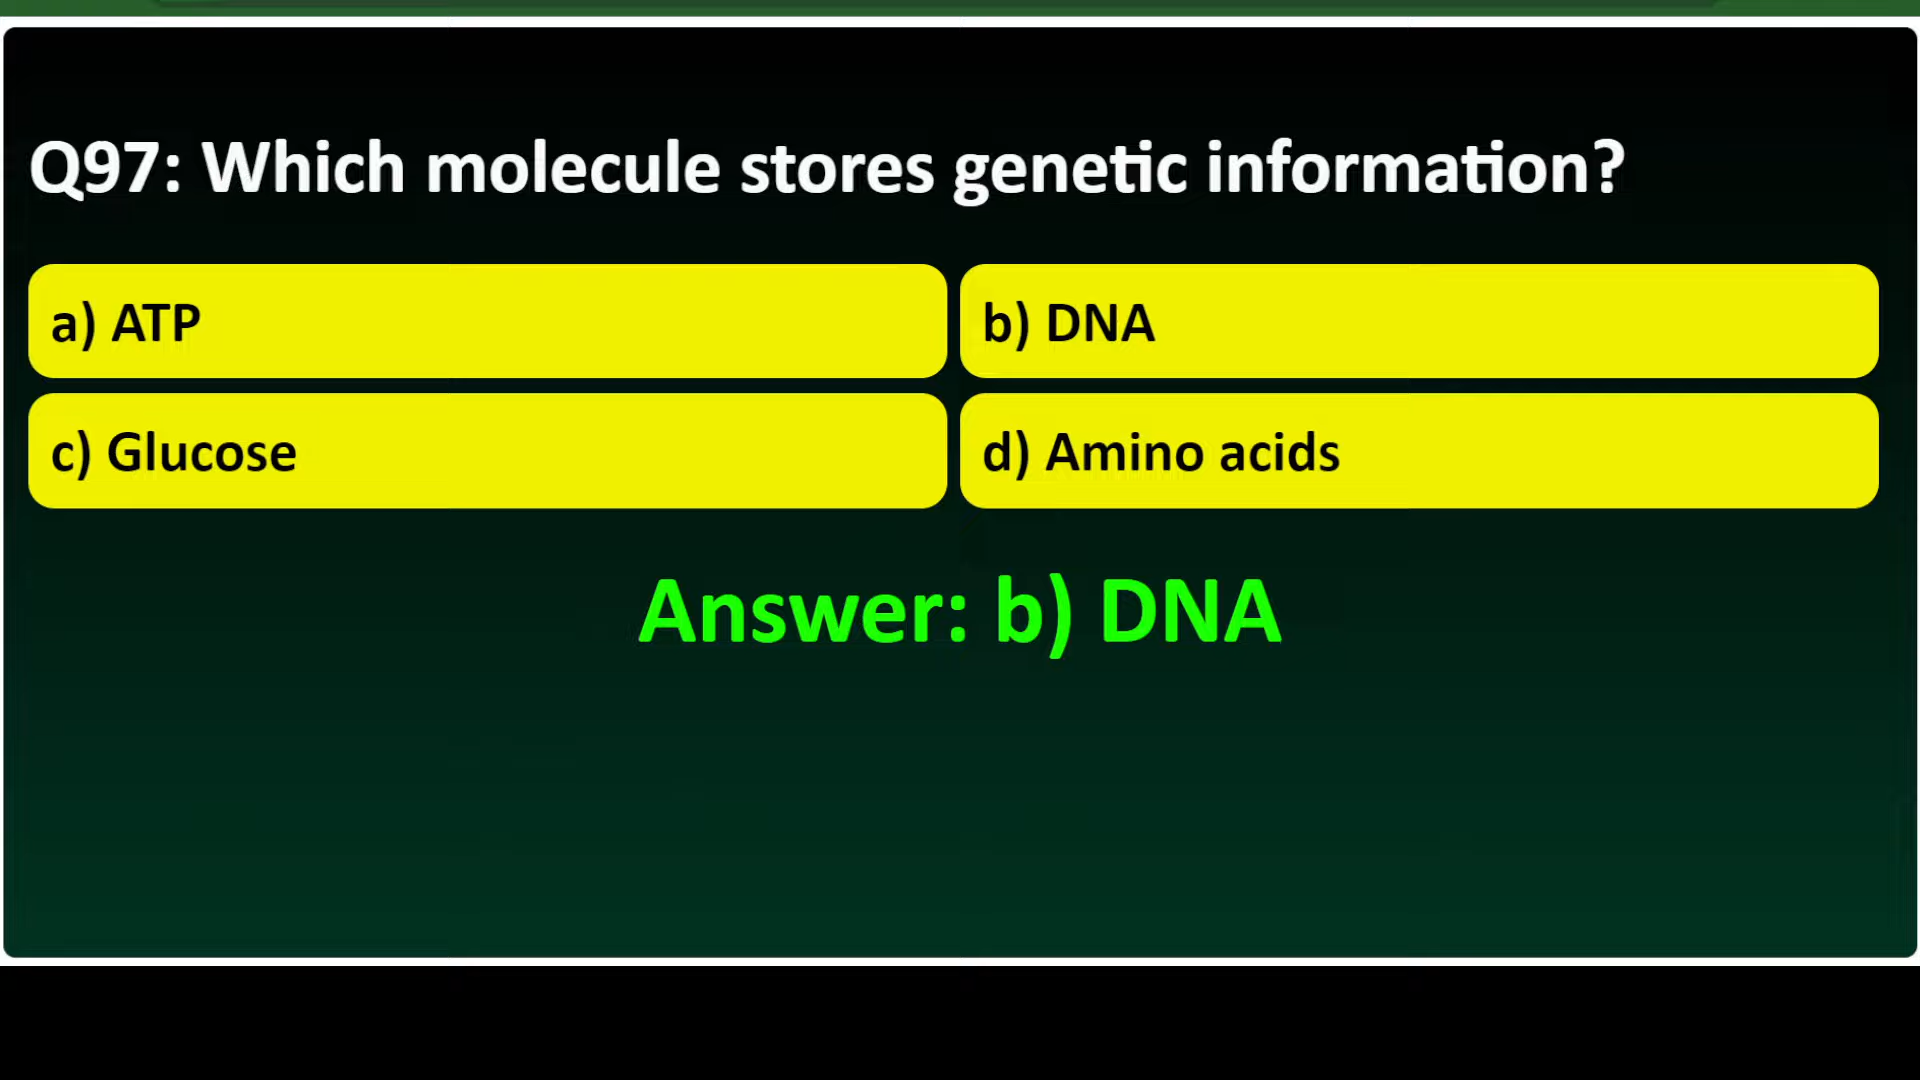 Q97: Which molecule stores genetic information?
a) ATP
b) DNA
c) Glucose
d) Amino acids
Answer: b) DNA